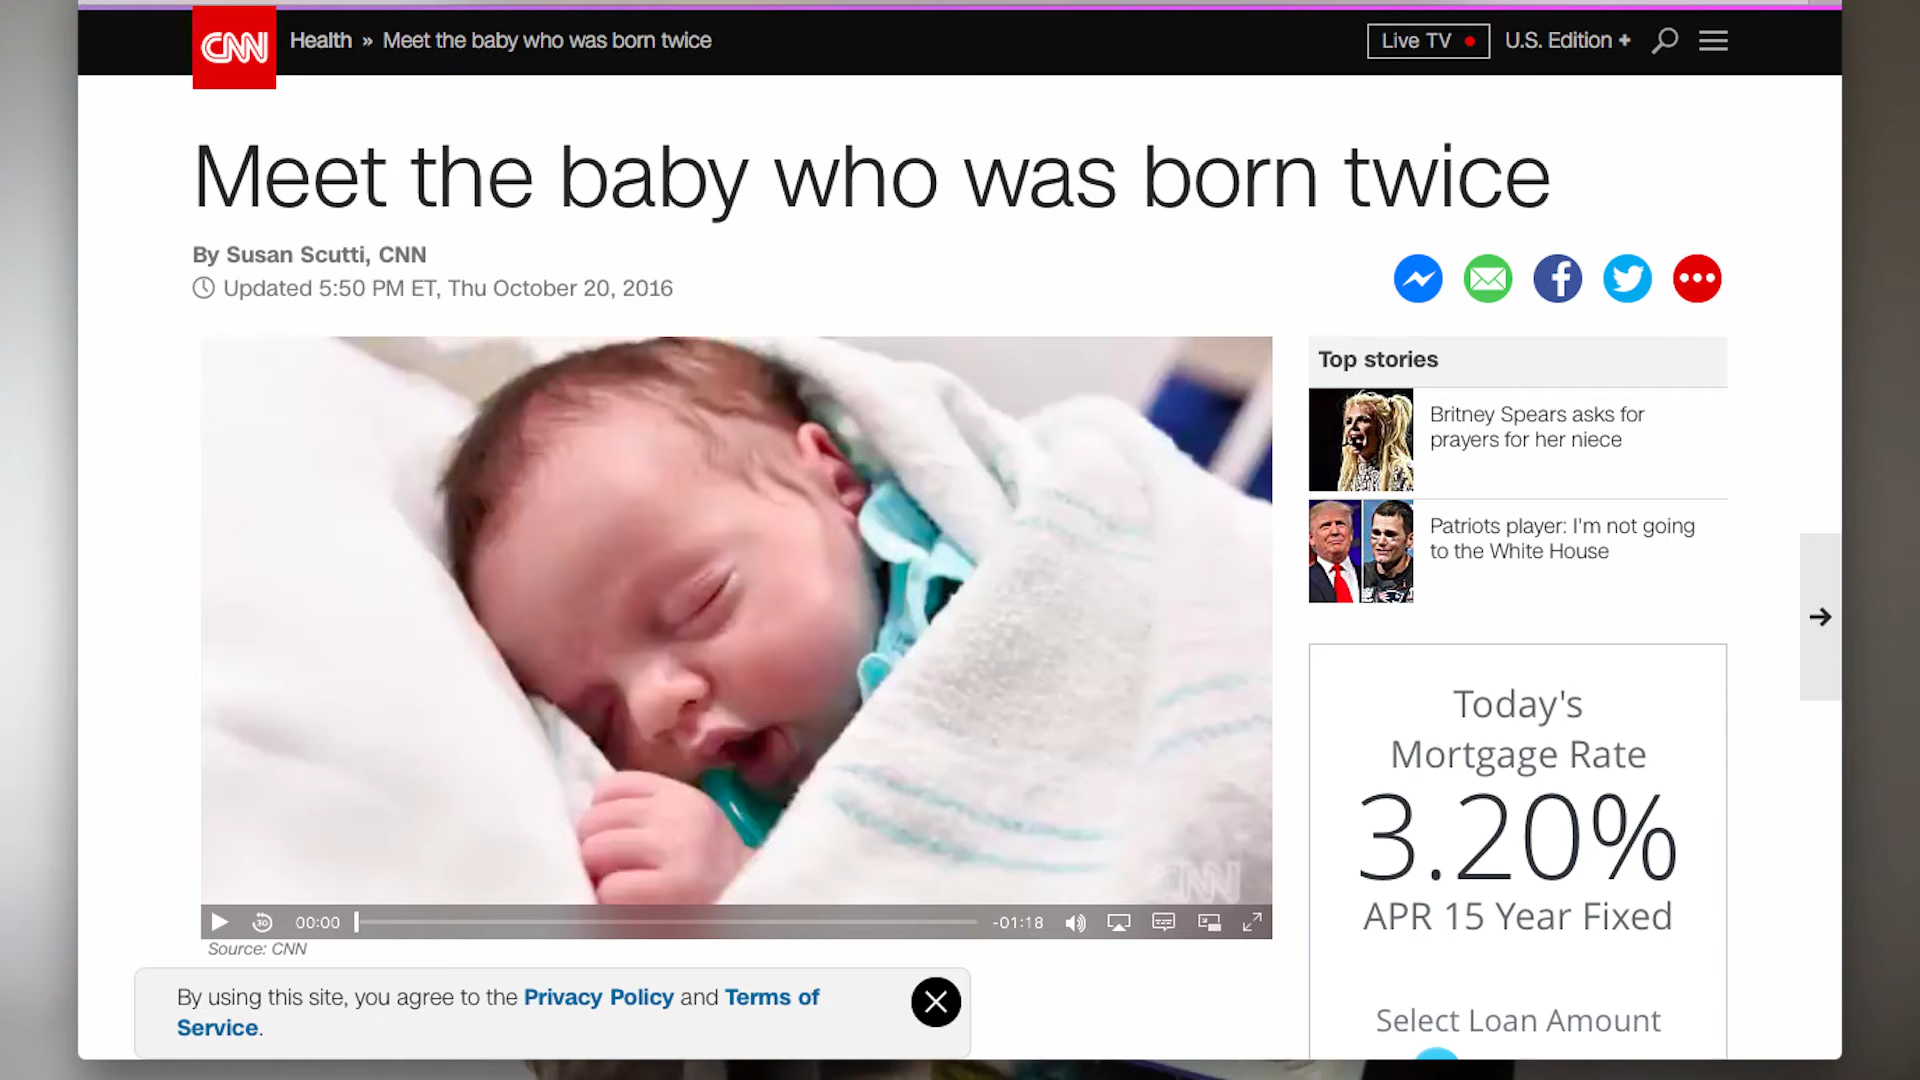 CNN Health » Meet the baby who was born twice
Live TV U.S. Edition +
Meet the baby who was born twice
By Susan Scutti, CNN
Updated 5:50 PM ET, Thu October 20, 2016
Top stories
Britney Spears asks for
prayers for her niece
Patriots player: I'm not going
to the White House
Today's
Mortgage Rate
3.20%
APR 15 Year Fixed
Select Loan Amount
CNN
30
00:00
-01:18
Source: CNN
By using this site, you agree to the Privacy Policy and Terms of
Service.